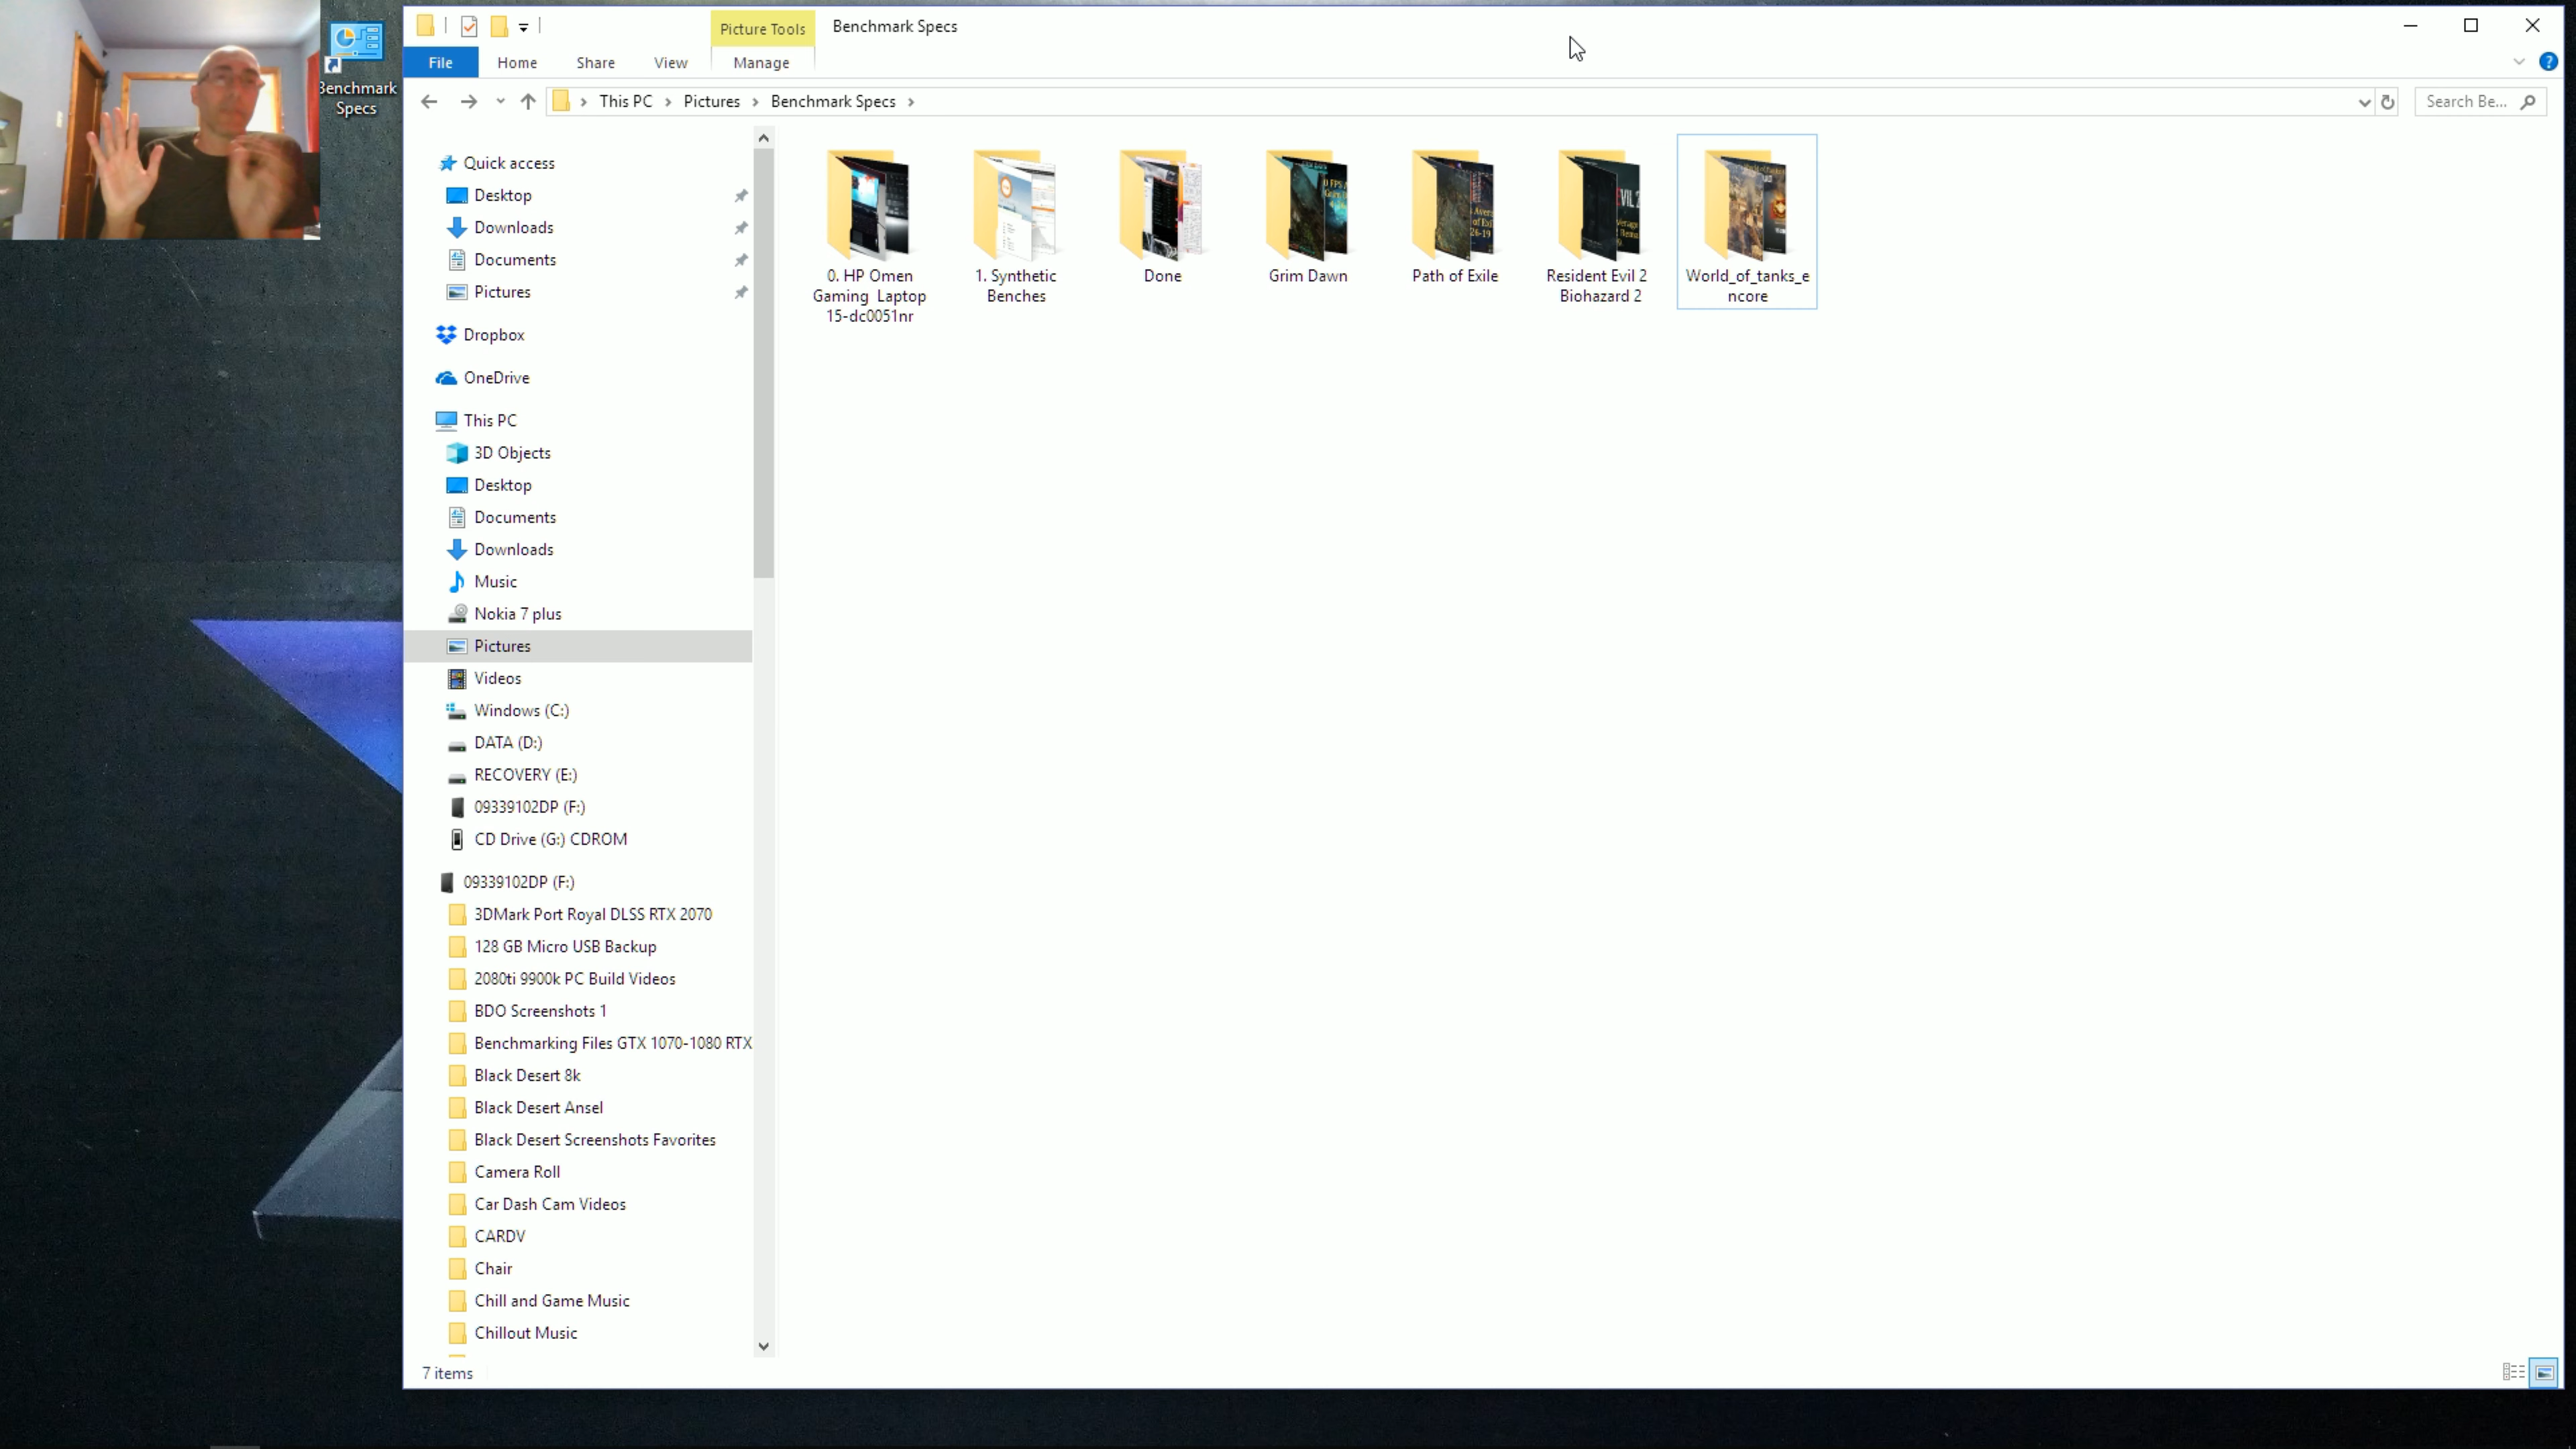 Benchmark
Specs
Picture Tools
Benchmark Specs
File
Home
Share
View
Manage
This PC
Pictures
Benchmark Specs
Search Be...
Quick access
Desktop
Downloads
Documents
Pictures
Dropbox
OneDrive
This PC
3D Objects
Desktop
Documents
Downloads
Music
Nokia 7 plus
Pictures
Videos
Windows (C:)
DATA (D:)
RECOVERY (E:)
09339102DP (F:)
CD Drive (G:) CDROM
09339102DP (F:)
3DMark Port Royal DLSS RTX 2070
128 GB Micro USB Backup
2080ti 9900k PC Build Videos
BDO Screenshots 1
Benchmarking Files GTX 1070-1080 RTX
Black Desert 8k
Black Desert Ansel
Black Desert Screenshots Favorites
Camera Roll
Car Dash Cam Videos
CARDV
Chair
Chill and Game Music
Chillout Music
0. HP Omen
Gaming Laptop
15-dc0051nr
1. Synthetic
Benches
Done
Grim Dawn
Path of Exile
Resident Evil 2
Biohazard 2
World_of_tanks_e
ncore
7 items